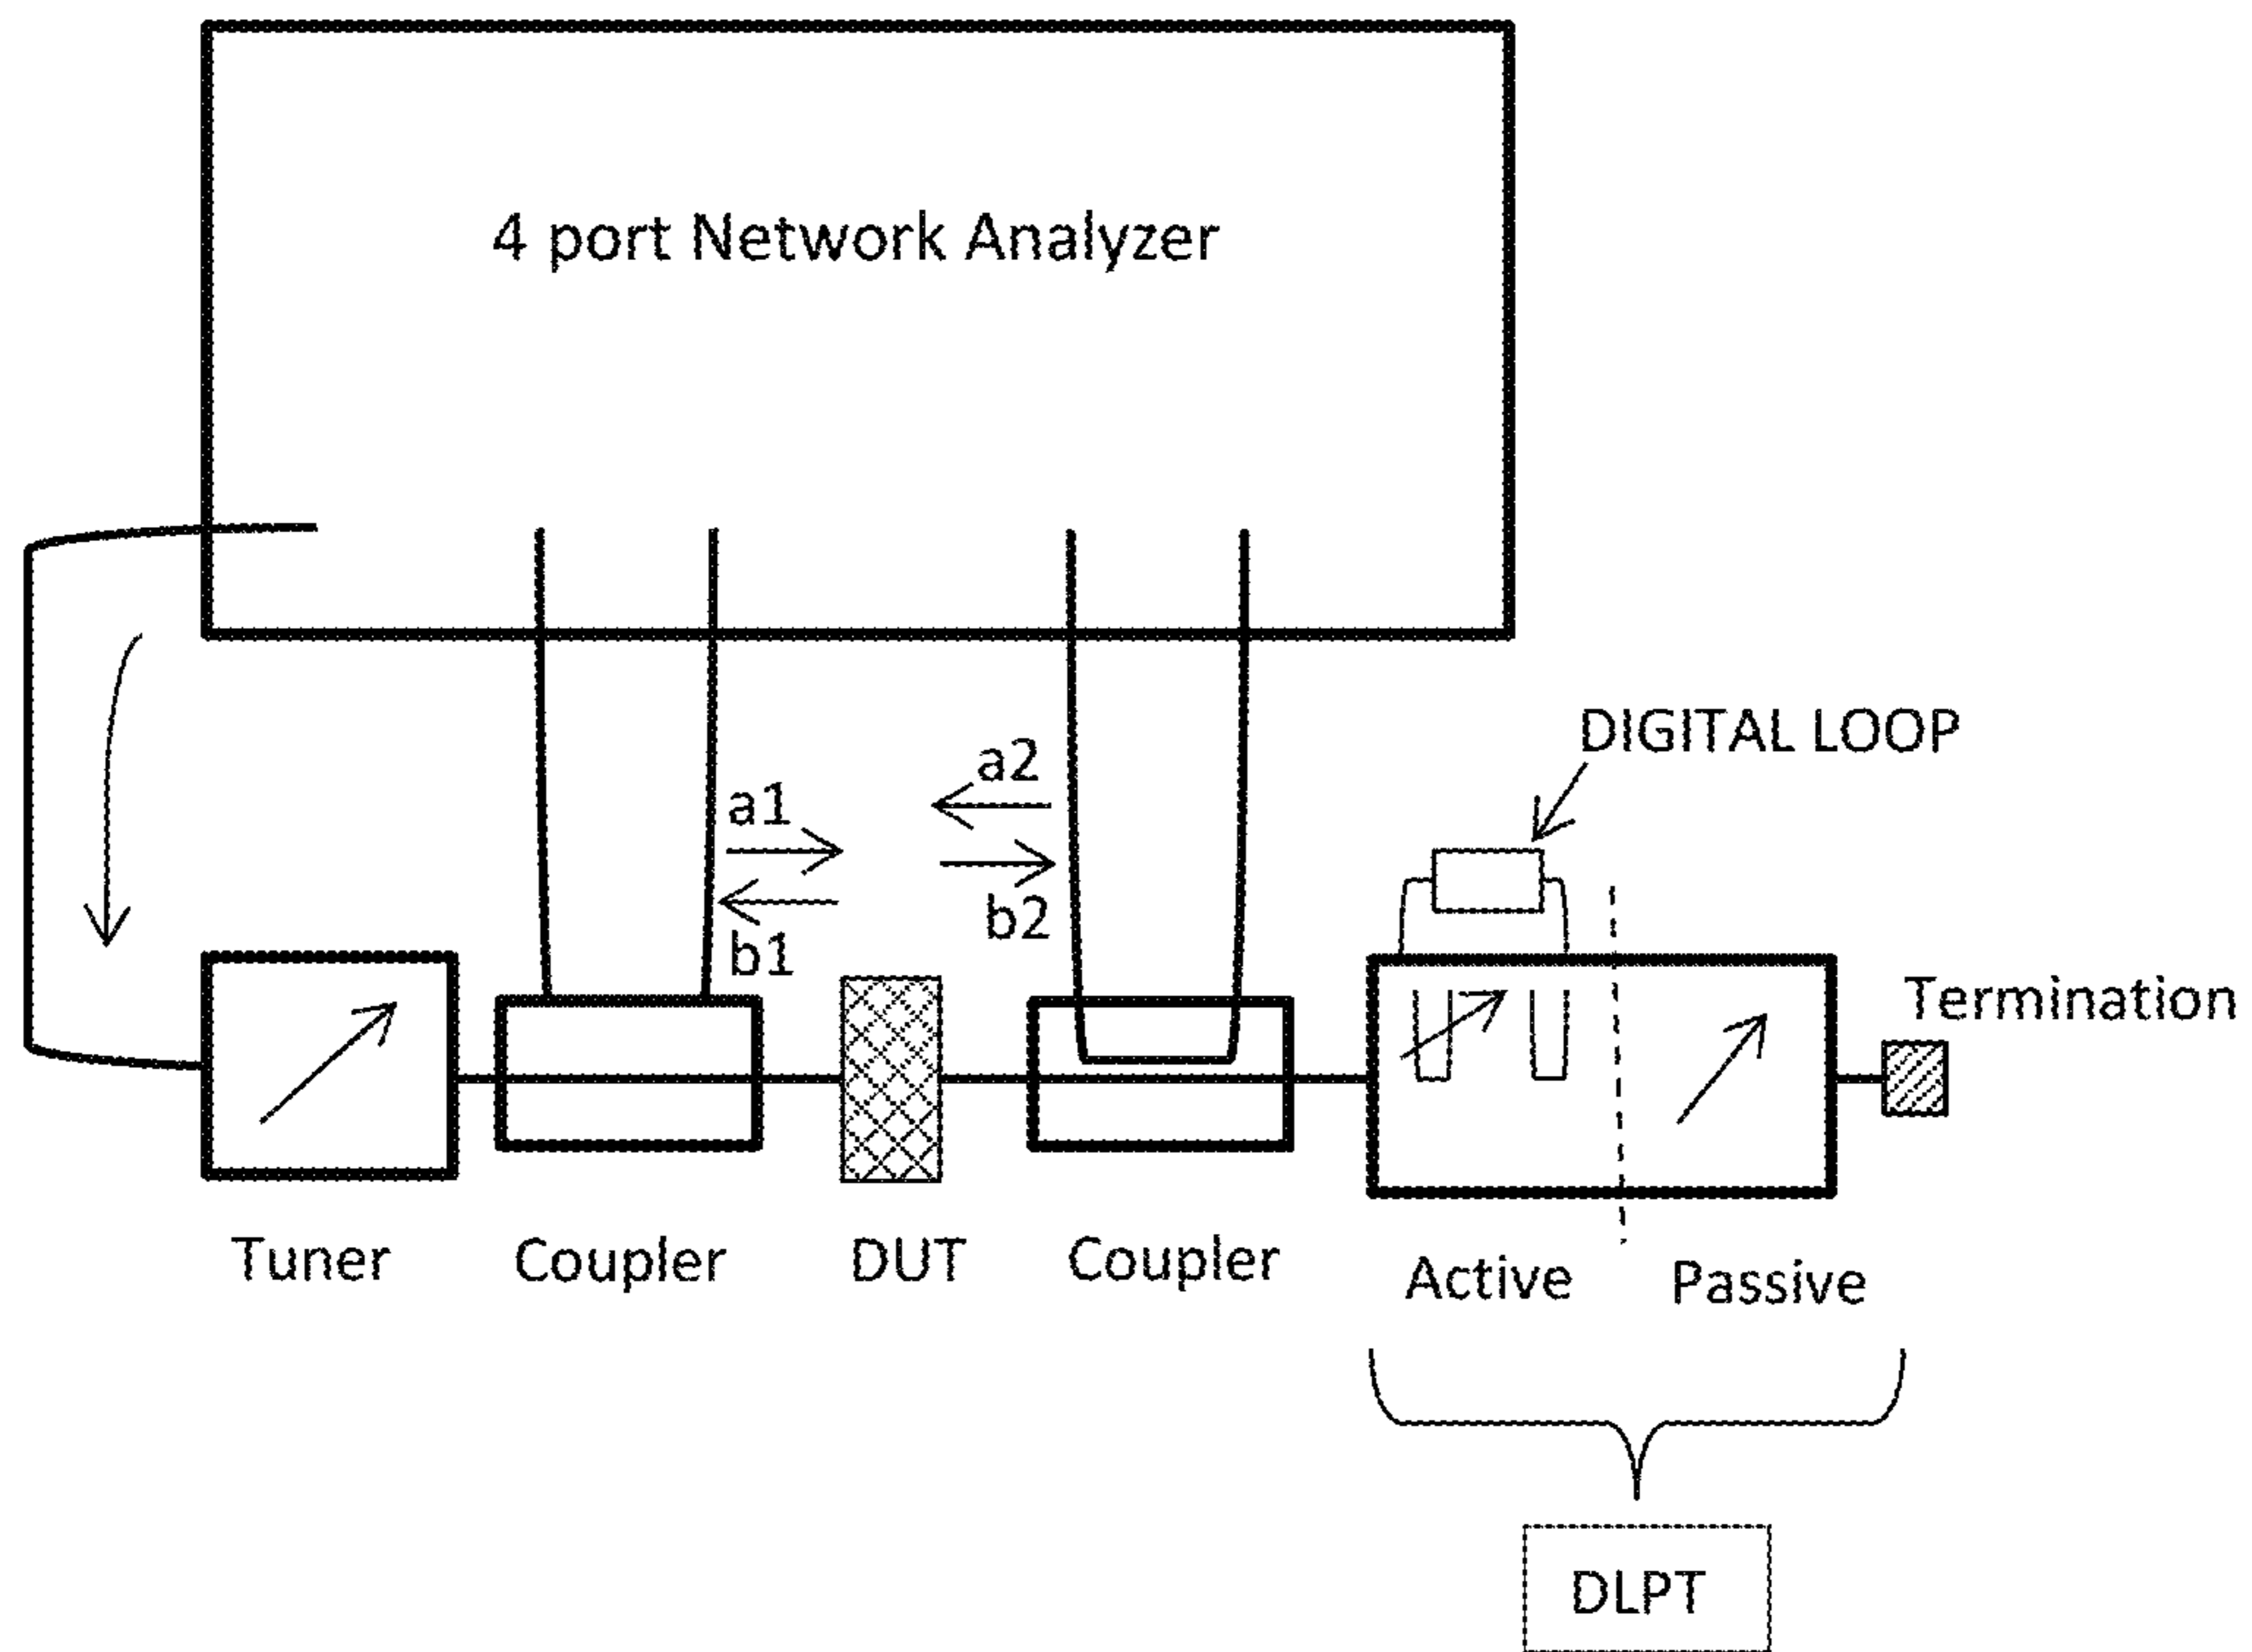 4 port Network Analyzer
DIGITAL LOOP
a2
a1
b2
b1
Termination
Tuner
Coupler
DUT
Coupler
Active
Passive
DLPT